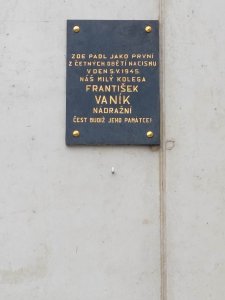 ZDE PADL JAKO PRVNÍ
Z ČETNÝCH OBĚTÍ NACISMU
V DEN 5.V.1945.
NÁŠ MILÝ KOLEGA
FRANTIŠEK
VANÍK
NADRAŽNÍ
ČEST BUDIŽ JEHO PAMÁTCE!